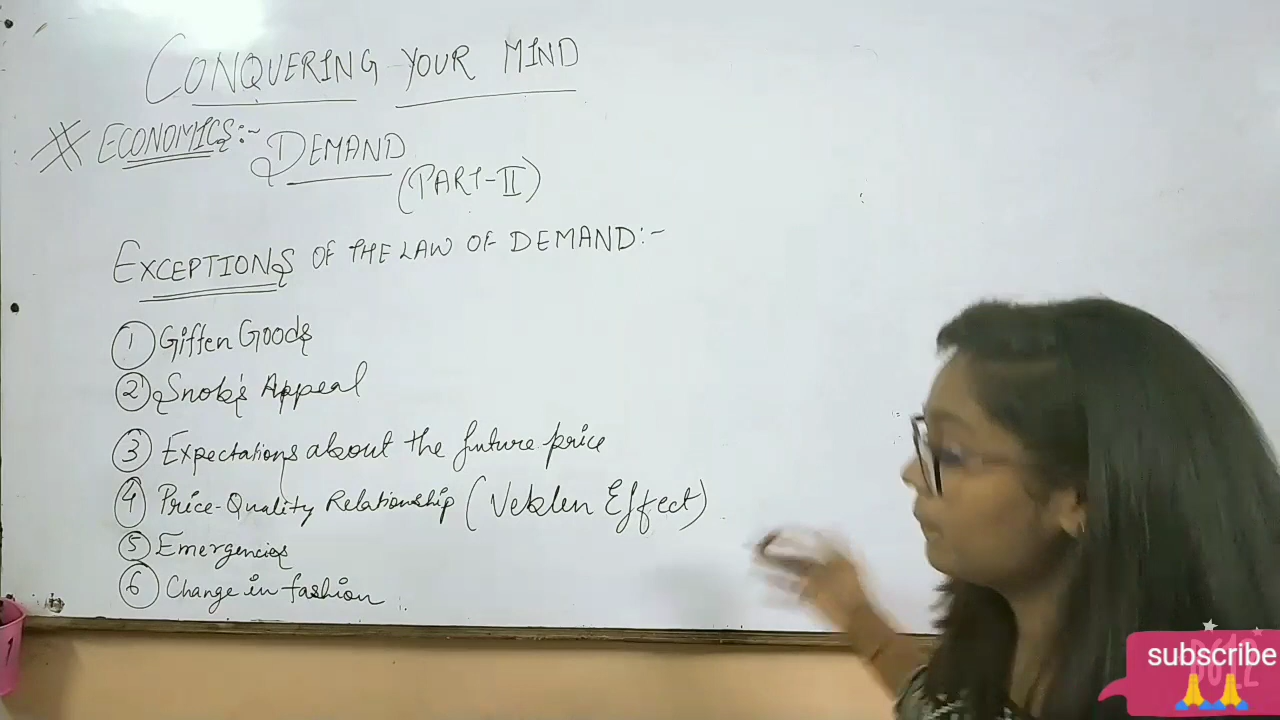 CONQUERING YOUR MIND
# ECONOMICS:- DEMAND
(PART-II)
EXCEPTIONS OF THE LAW OF DEMAND:-
1 Giffen Goods
2 Snob's Appeal
3 Expectations about the future price
4 Price-Quality Relationship (Veblen Effect)
5 Emergencies
6 Change in fashion
subscribe